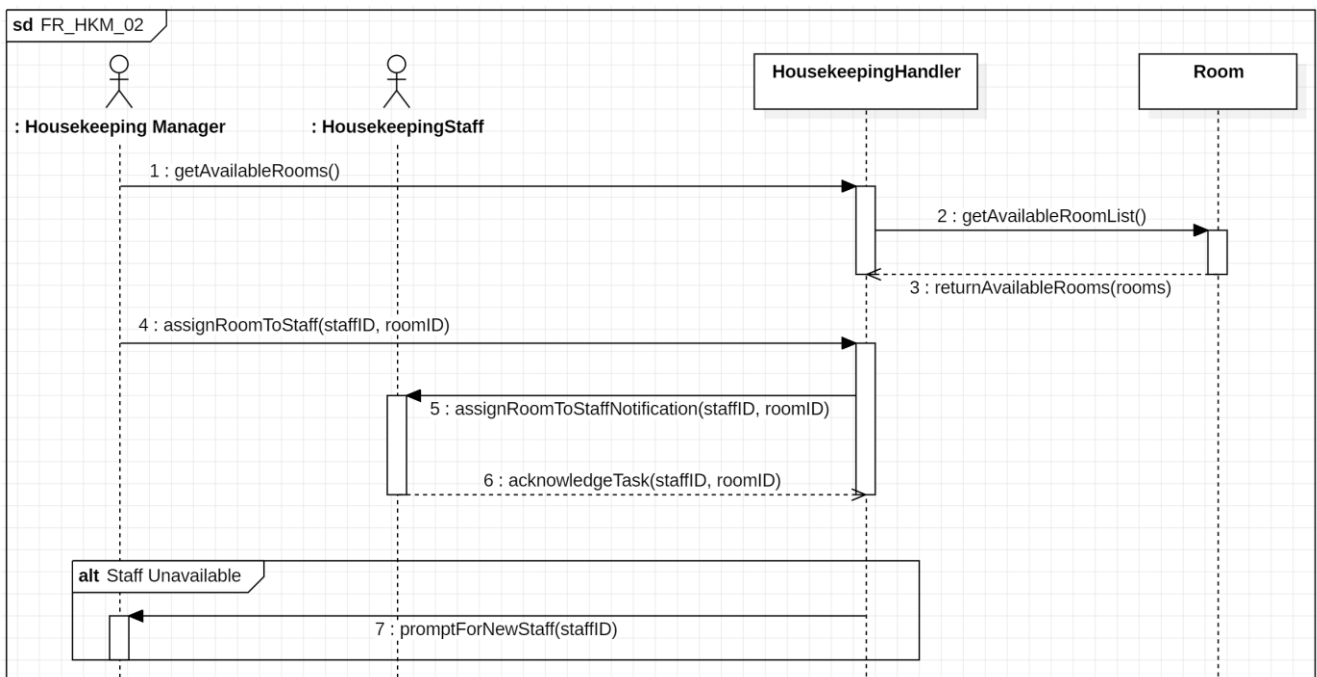 sd FR_HKM_02
HousekeepingHandler
Room
: Housekeeping Manager
: HousekeepingStaff
1 : getAvailableRooms()
2 : getAvailableRoomList()
3 : returnAvailableRooms(rooms)
4 : assignRoomToStaff(staffID, roomID)
5 : assignRoomToStaffNotification(staffID, roomID)
6 : acknowledgeTask(staffID, roomID)
alt Staff Unavailable
7 : promptForNewStaff(staffID)